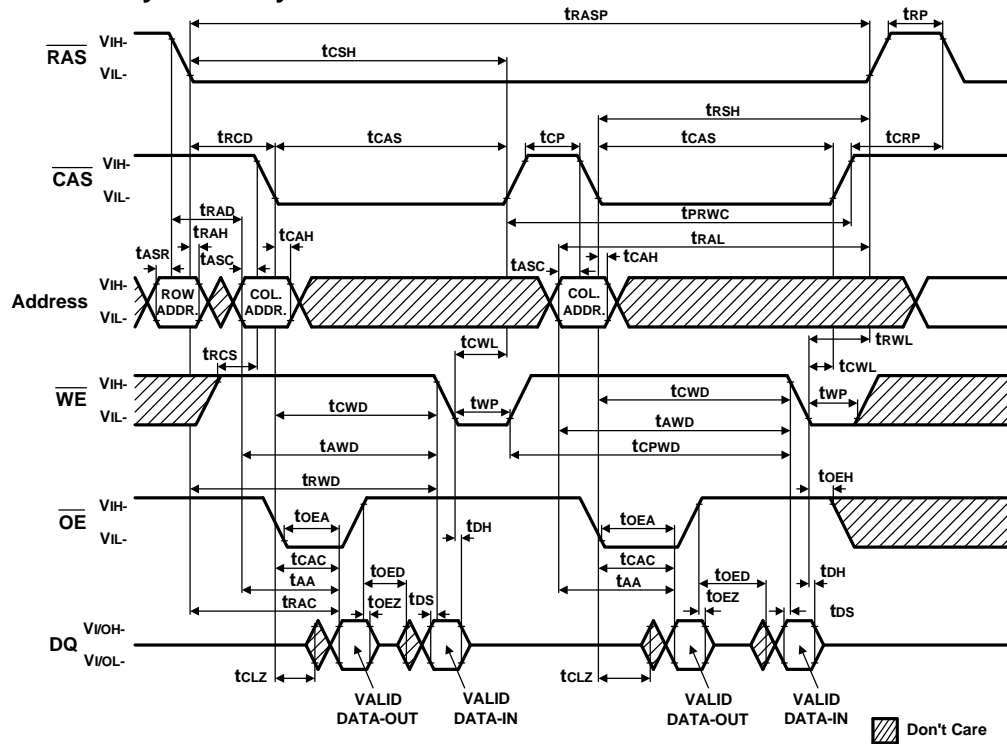 tRASP tRP
RAS VIH-
VIL-
tCSH
tRSH
tRCD tCAS tCP tCAS tCRP
CAS VIH-
VIL-
tPRWC
tRAD
tRAL
tRAH tCAH
tASR tASC tASC tCAH
Address VIH-
VIL-
ROW ADDR.
COL. ADDR.
COL. ADDR.
tCWL tRWL
tRCS tCWL
WE VIH-
VIL-
tWP tWP
tCWD tCWD
tAWD tAWD
tCPWD
tRWD
tOEH
OE VIH-
VIL-
tOEA tDH tOEA
tCAC tOED tCAC tOED tDH
tAA tAA
tRAC tOEZ tDS tOEZ tDS
DQ VI/OH-
VI/OL-
tCLZ tCLZ
VALID DATA-OUT
VALID DATA-IN
VALID DATA-OUT
VALID DATA-IN
Don't Care